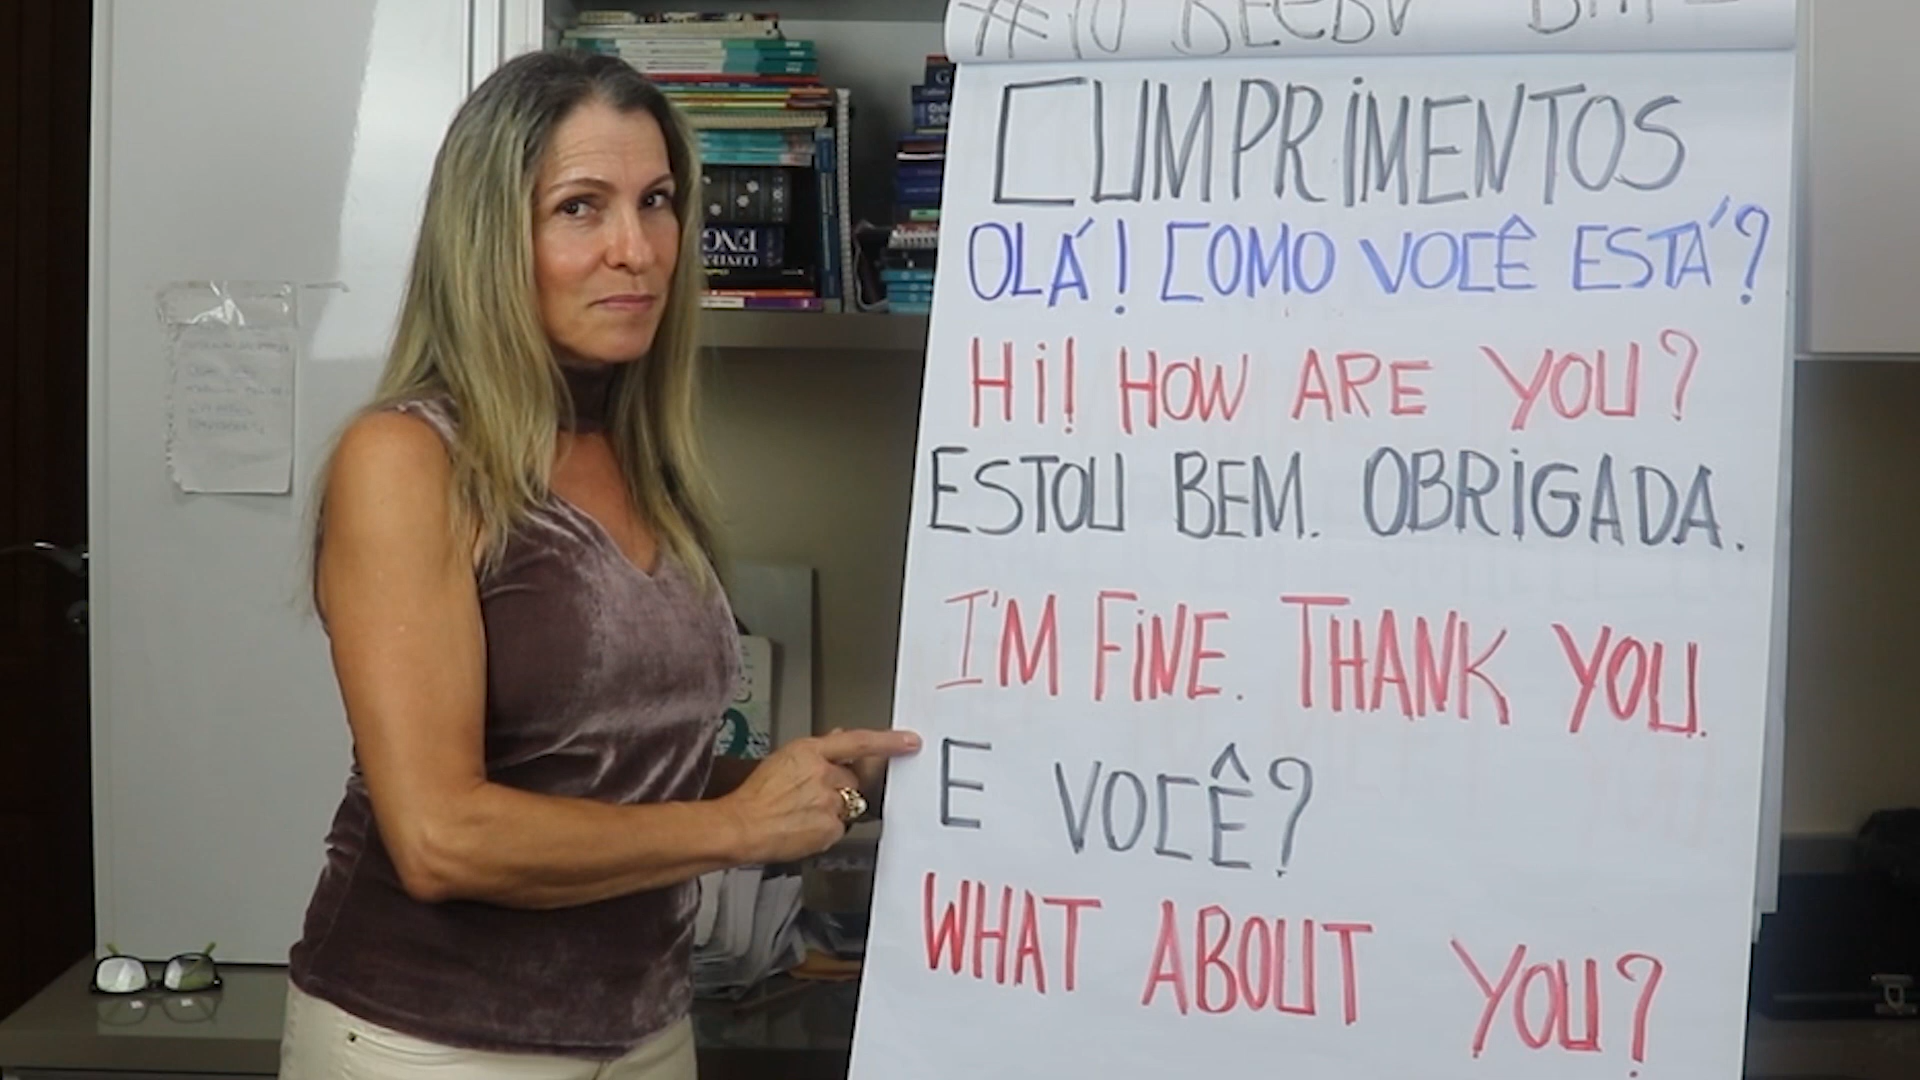 CUMPRIMENTOS
OLÁ! COMO VOCÊ ESTÁ?
Hi! HOW ARE YOU?
ESTOU BEM. OBRIGADA.
I'M FiNE. THANK YOU.
E VOCÊ?
WHAT ABOUT YOU?